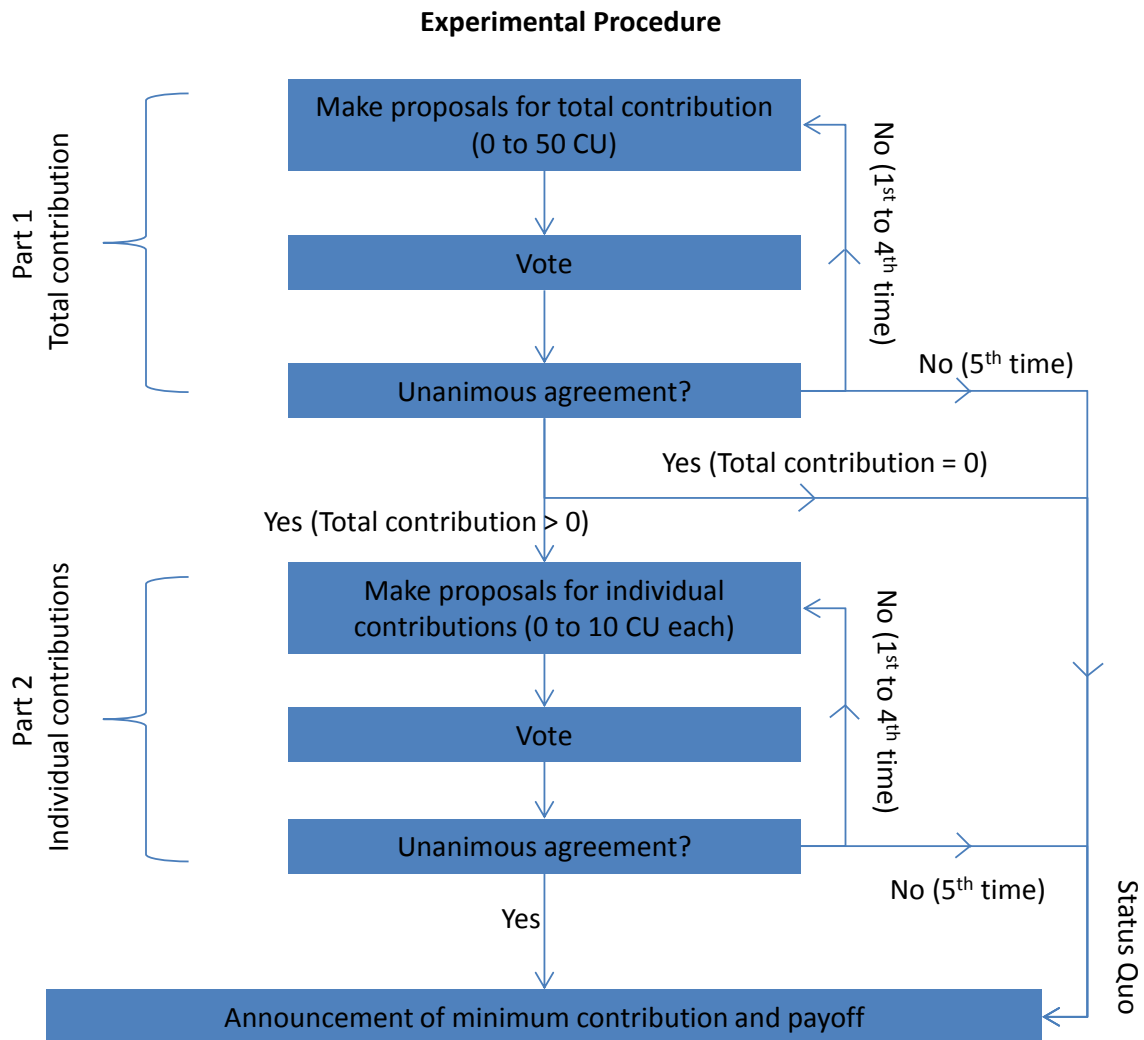 Experimental Procedure
Part 1
Total contribution
Make proposals for total contribution
(0 to 50 CU)
Vote
Unanimous agreement?
No (1st to 4th time)
No (5th time)
Yes (Total contribution = 0)
Yes (Total contribution > 0)
Part 2
Individual contributions
Make proposals for individual
contributions (0 to 10 CU each)
Vote
Unanimous agreement?
No (1st to 4th time)
No (5th time)
Yes
Status Quo
Announcement of minimum contribution and payoff